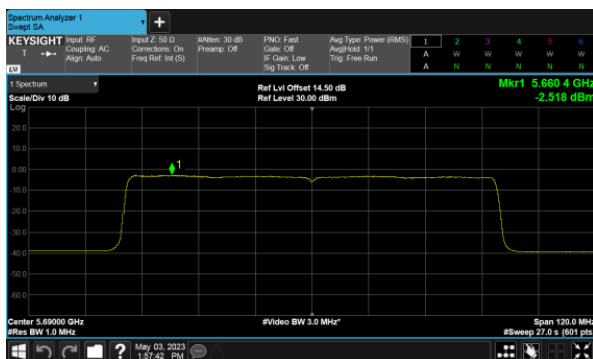 Spectrum Analyzer 1
Swept SA
+
KEYSIGHT Input: RF Input Z: 50 Ω #Atten: 30 dB PNO: Fast Avg Type: Power (RMS) 1 2 3 4 5 6
T Coupling: AC Corrections: On Preamp: Off Gate: Off Avg|Hold: 1/1 A W W W W W
Align: Auto Freq Ref: Int (S) IF Gain: Low Trig: Free Run
LXI Sig Track: Off A N N N N N
1 Spectrum Ref Lvl Offset 14.50 dB Mkr1 5.660 4 GHz
Scale/Div 10 dB Ref Level 30.00 dBm -2.518 dBm
Log
20.0
10.0
0.00
1
-10.0
-20.0
-30.0
-40.0
-50.0
-60.0
Center 5.69000 GHz #Video BW 3.0 MHz* Span 120.0 MHz
#Res BW 1.0 MHz #Sweep 27.0 s (601 pts)
? May 03, 2023
1:57:42 PM